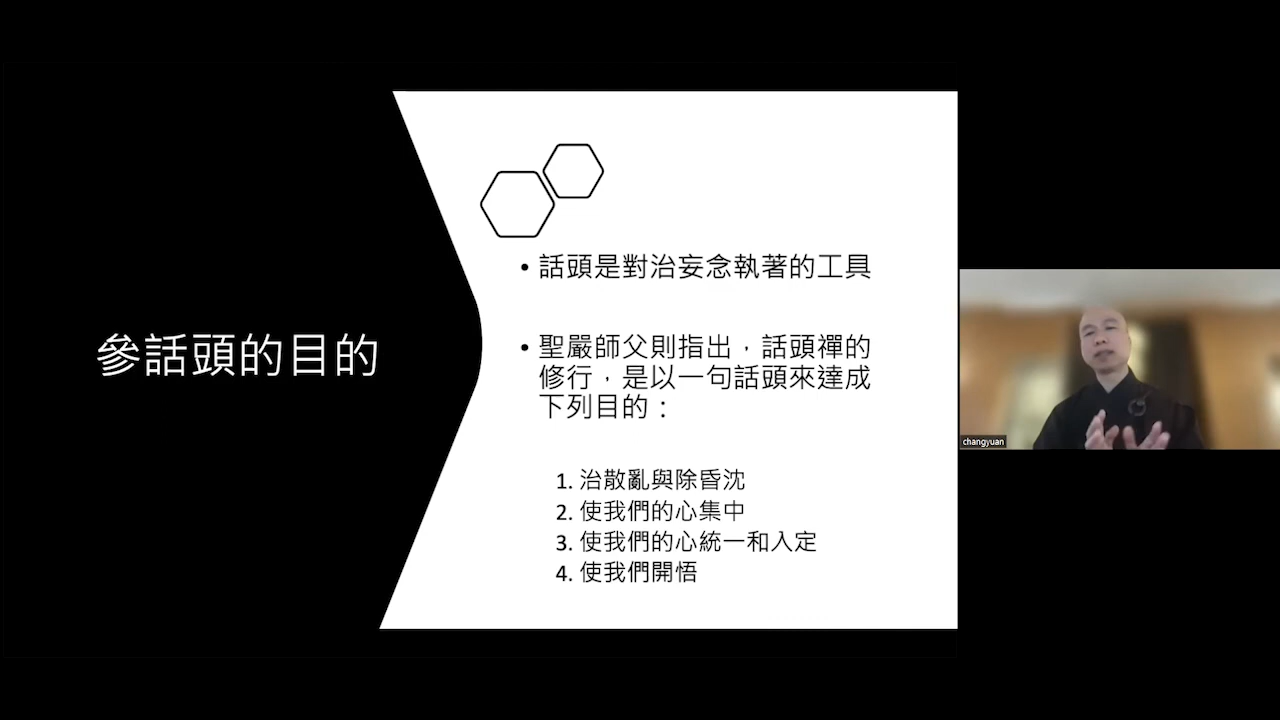 參話頭的目的
• 話頭是對治妄念執著的工具
• 聖嚴師父則指出，話頭禪的
修行，是以一句話頭來達成
下列目的：
1. 治散亂與除昏沈
2. 使我們的心集中
3. 使我們的心統一和入定
4. 使我們開悟
changyuan